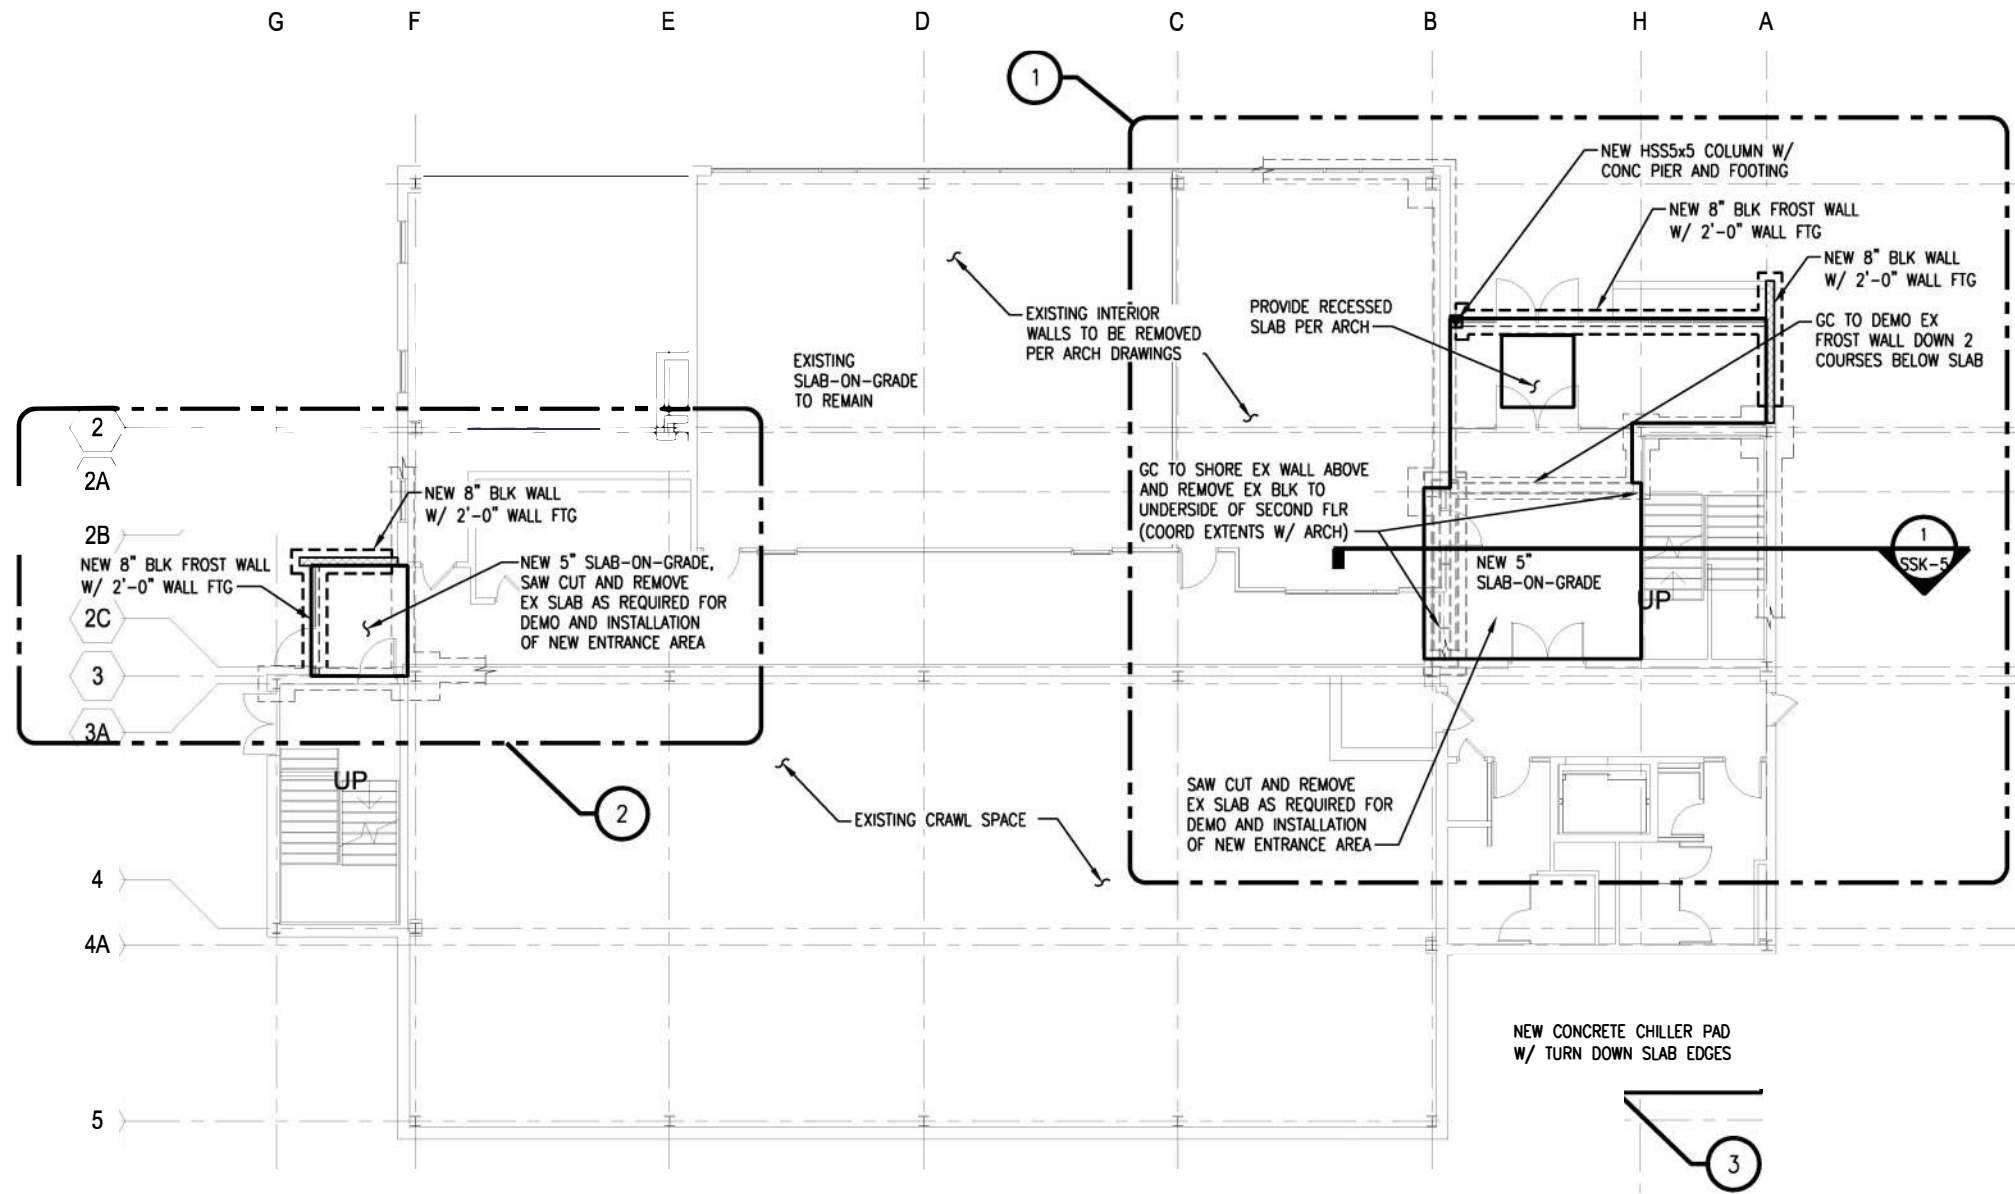 G
F
E
D
C
B
H
A
1
NEW HSS5x5 COLUMN W/
CONC PIER AND FOOTING
NEW 8" BLK FROST WALL
W/ 2'-0" WALL FTG
NEW 8" BLK WALL
W/ 2'-0" WALL FTG
GC TO DEMO EX
FROST WALL DOWN 2
COURSES BELOW SLAB
PROVIDE RECESSED
SLAB PER ARCH
EXISTING INTERIOR
WALLS TO BE REMOVED
PER ARCH DRAWINGS
EXISTING
SLAB-ON-GRADE
TO REMAIN
2
2A
2B
2C
3
3A
4
4A
5
NEW 8" BLK WALL
W/ 2'-0" WALL FTG
NEW 8" BLK FROST WALL
W/ 2'-0" WALL FTG
NEW 5" SLAB-ON-GRADE,
SAW CUT AND REMOVE
EX SLAB AS REQUIRED FOR
DEMO AND INSTALLATION
OF NEW ENTRANCE AREA
GC TO SHORE EX WALL ABOVE
AND REMOVE EX BLK TO
UNDERSIDE OF SECOND FLR
(COORD EXTENTS W/ ARCH)
NEW 5"
SLAB-ON-GRADE
1
SSK-5
UP
UP
2
EXISTING CRAWL SPACE
SAW CUT AND REMOVE
EX SLAB AS REQUIRED FOR
DEMO AND INSTALLATION
OF NEW ENTRANCE AREA
NEW CONCRETE CHILLER PAD
W/ TURN DOWN SLAB EDGES
3